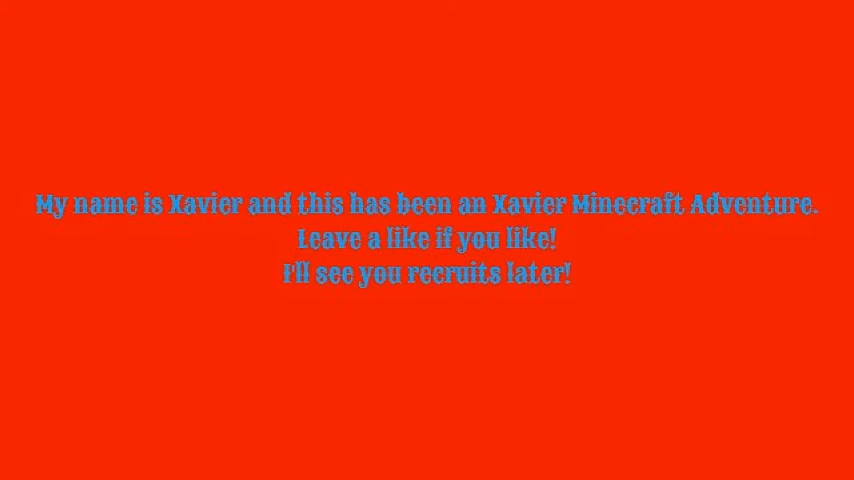 My name is Xavier and this has been an Xavier Minecraft Adventure.
Leave a like if you like!
I'll see you recruits later!